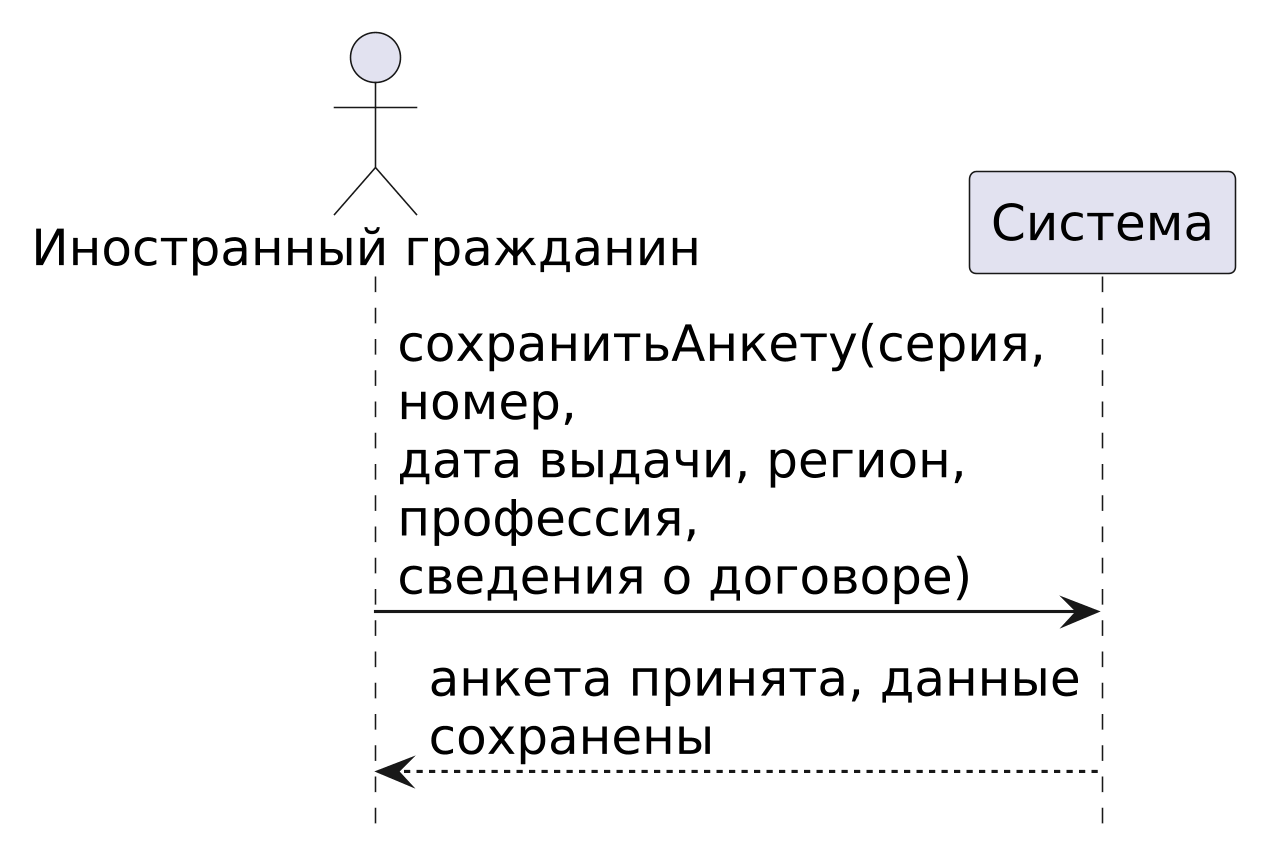 Иностранный гражданин
Система
сохранитьАнкету(серия,
номер,
дата выдачи, регион,
профессия,
сведения о договоре)
анкета принята, данные
сохранены